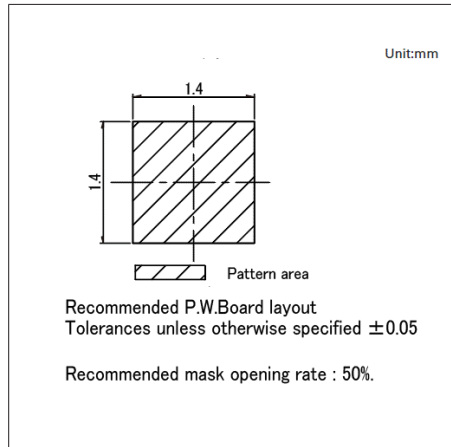 Unit:mm
1.4
1.4
Pattern area
Recommended P.W.Board layout
Tolerances unless otherwise specified ±0.05
Recommended mask opening rate : 50%.